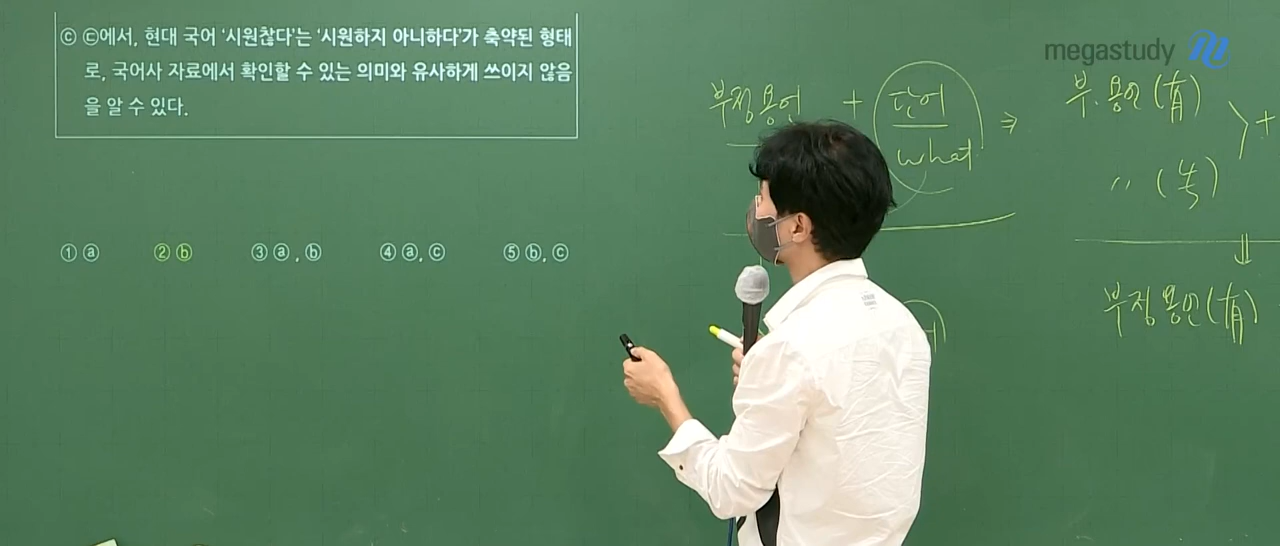 ⓒ ㉢에서, 현대 국어 ‘시원찮다’는 ‘시원하지 아니하다’가 축약된 형태
로, 국어사 자료에서 확인할 수 있는 의미와 유사하게 쓰이지 않음
을 알 수 있다.
① ⓐ ② ⓑ ③ ⓐ, ⓑ ④ ⓐ, ⓒ ⑤ ⓑ, ⓒ
megastudy
부정 용언 + 단어 ⇒ 부. 용언 (有)
what
〃 ( )
+
⇓
부정 용언 (有)